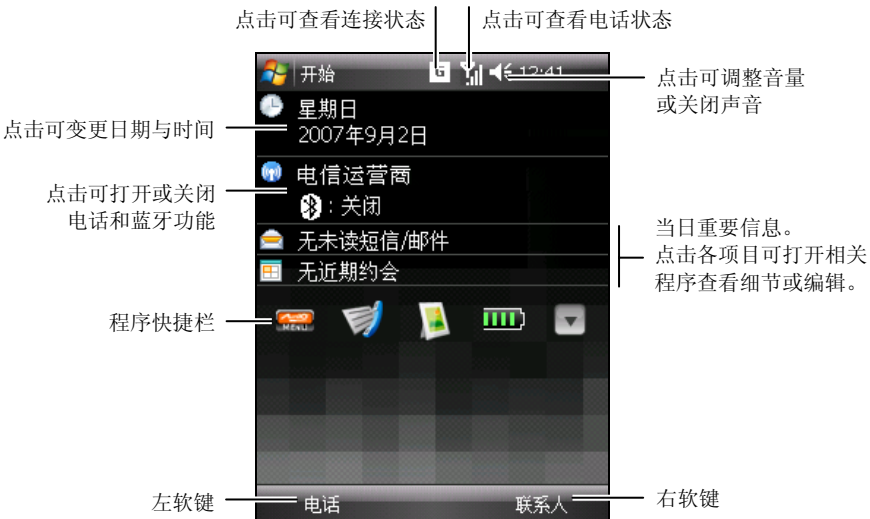 点击可查看连接状态
点击可查看电话状态
开始
G
12:41
点击可调整音量
或关闭声音
点击可变更日期与时间
星期日
2007年9月2日
点击可打开或关闭
电话和蓝牙功能
电信运营商
：关闭
无未读短信/邮件
无近期约会
当日重要信息。
点击各项目可打开相关
程序查看细节或编辑。
程序快捷栏
MENU
左软键
电话
联系人
右软键